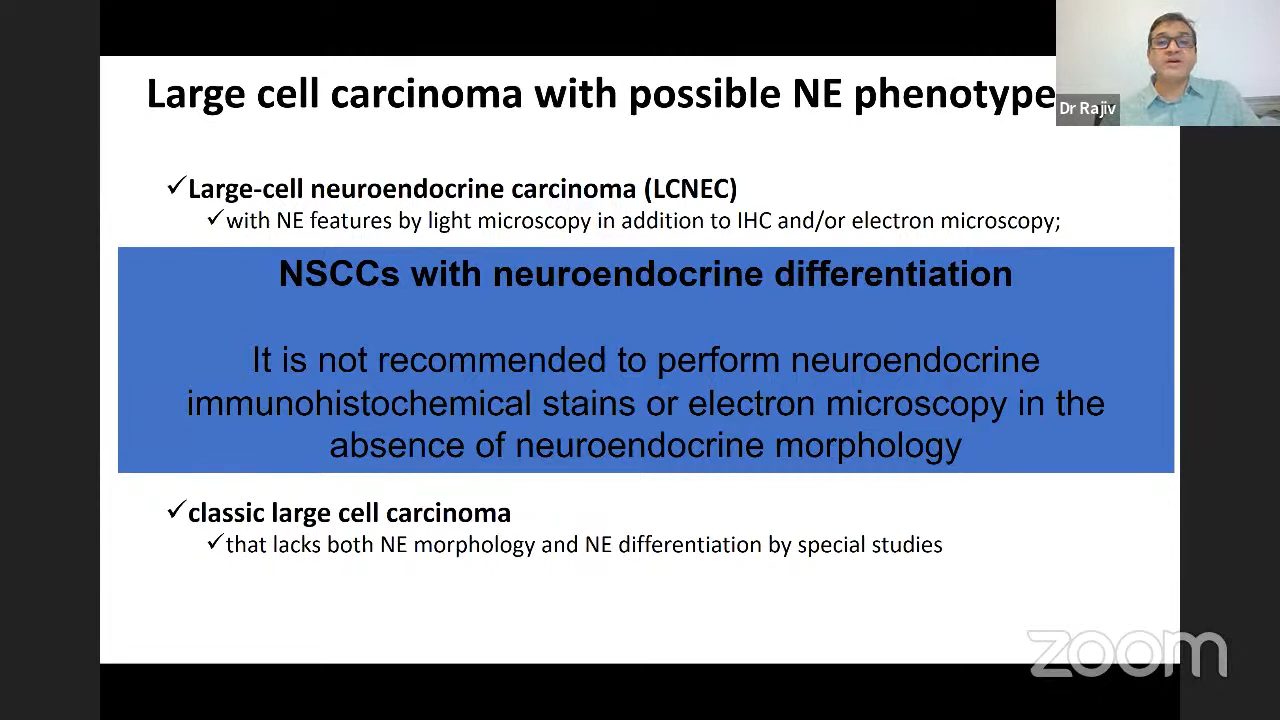 Large cell carcinoma with possible NE phenotype
Dr Rajiv
✓Large-cell neuroendocrine carcinoma (LCNEC)
✓with NE features by light microscopy in addition to IHC and/or electron microscopy;
NSCCs with neuroendocrine differentiation
It is not recommended to perform neuroendocrine
immunohistochemical stains or electron microscopy in the
absence of neuroendocrine morphology
✓classic large cell carcinoma
✓that lacks both NE morphology and NE differentiation by special studies
zoom